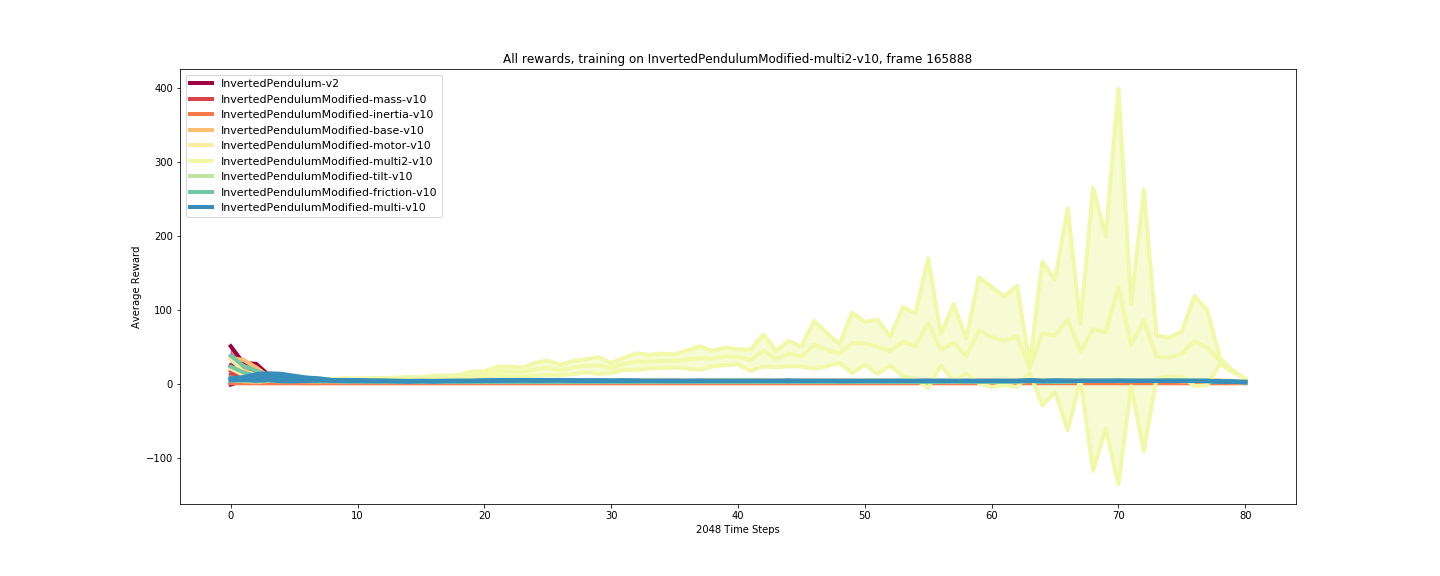 All rewards, training on InvertedPendulumModified-multi2-v10, frame 165888
InvertedPendulum-v2
InvertedPendulumModified-mass-v10
InvertedPendulumModified-inertia-v10
InvertedPendulumModified-base-v10
InvertedPendulumModified-motor-v10
InvertedPendulumModified-multi2-v10
InvertedPendulumModified-tilt-v10
InvertedPendulumModified-friction-v10
InvertedPendulumModified-multi-v10
Average Reward
400
300
200
100
0
−100
0 10 20 30 40 50 60 70 80
2048 Time Steps